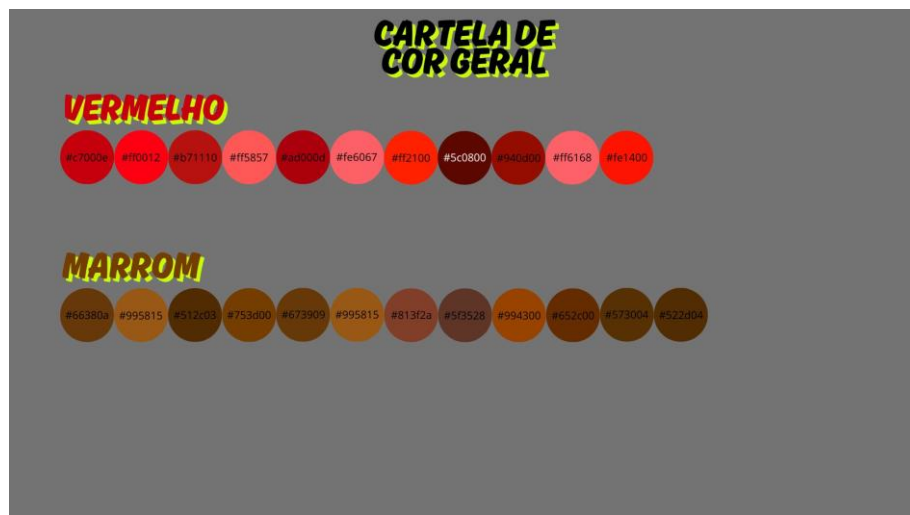 CARTELA DE
COR GERAL
VERMELHO
#c7000e #ff0012 #b71110 #ff5857 #ad000d #fe6067 #ff2100 #5c0800 #940d00 #ff6168 #fe1400
MARROM
#66380a #995815 #512c03 #753d00 #673909 #995815 #813f2a #5f3528 #994300 #652c00 #573004 #522d04